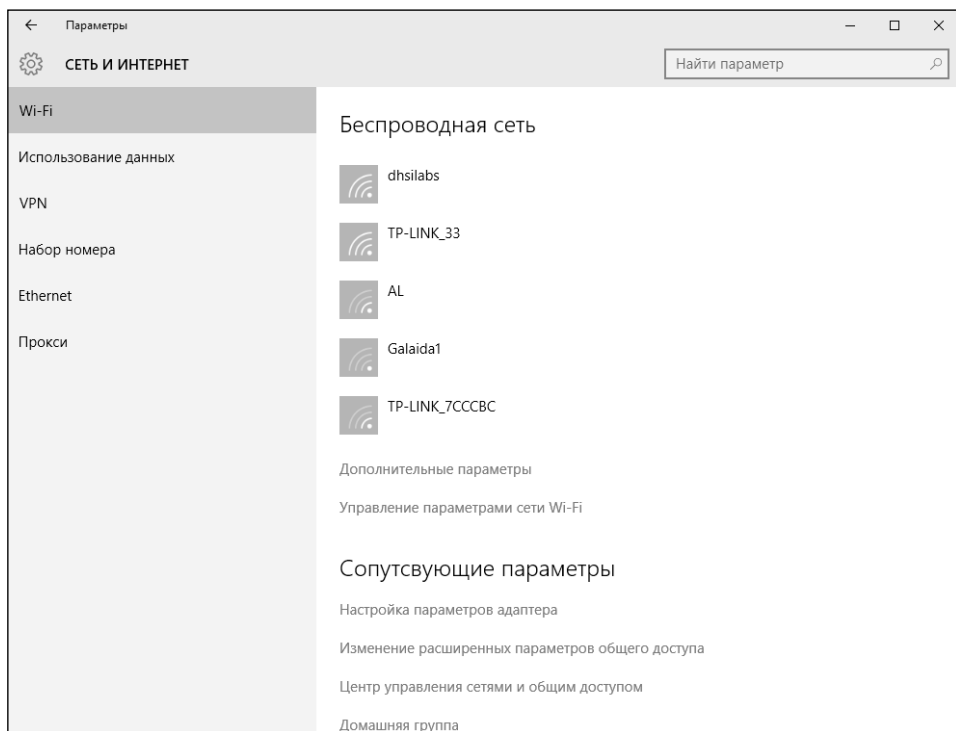 Параметры
СЕТЬ И ИНТЕРНЕТ
Найти параметр
Wi-Fi
Использование данных
VPN
Набор номера
Ethernet
Прокси
Беспроводная сеть
dhsilabs
TP-LINK_33
AL
Galaida1
TP-LINK_7CCCBC
Дополнительные параметры
Управление параметрами сети Wi-Fi
Сопутсвующие параметры
Настройка параметров адаптера
Изменение расширенных параметров общего доступа
Центр управления сетями и общим доступом
Домашняя группа